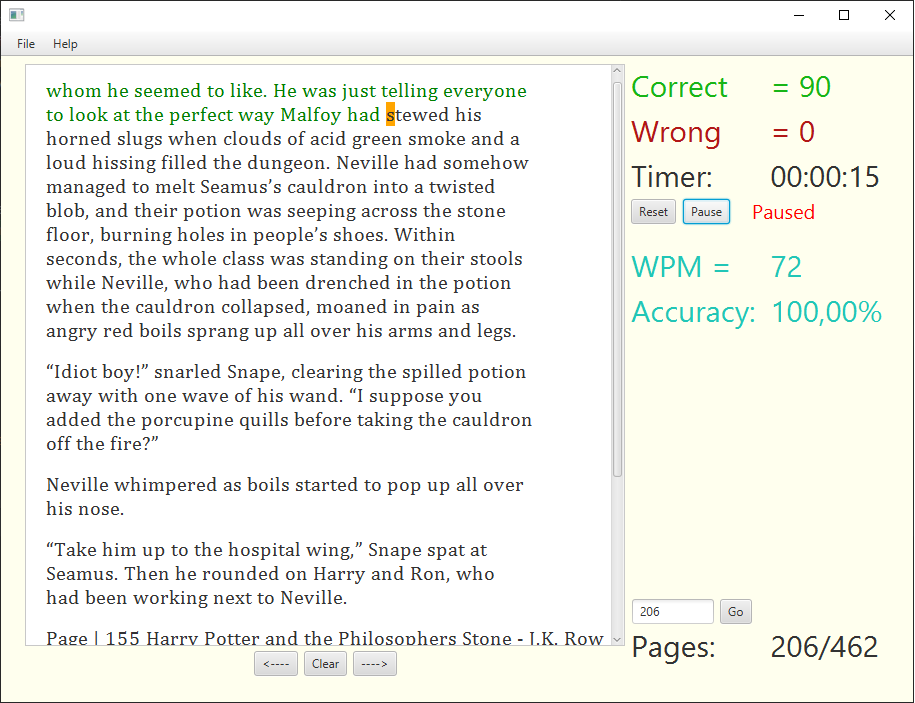 File Help
whom he seemed to like. He was just telling everyone
to look at the perfect way Malfoy had stewed his
horned slugs when clouds of acid green smoke and a
loud hissing filled the dungeon. Neville had somehow
managed to melt Seamus’s cauldron into a twisted
blob, and their potion was seeping across the stone
floor, burning holes in people’s shoes. Within
seconds, the whole class was standing on their stools
while Neville, who had been drenched in the potion
when the cauldron collapsed, moaned in pain as
angry red boils sprang up all over his arms and legs.
“Idiot boy!” snarled Snape, clearing the spilled potion
away with one wave of his wand. “I suppose you
added the porcupine quills before taking the cauldron
off the fire?”
Neville whimpered as boils started to pop up all over
his nose.
“Take him up to the hospital wing,” Snape spat at
Seamus. Then he rounded on Harry and Ron, who
had been working next to Neville.
Page | 155 Harry Potter and the Philosophers Stone - J.K. Row
<---- Clear ---->
Correct = 90
Wrong = 0
Timer: 00:00:15
Reset Pause Paused
WPM = 72
Accuracy: 100,00%
206 Go
Pages: 206/462